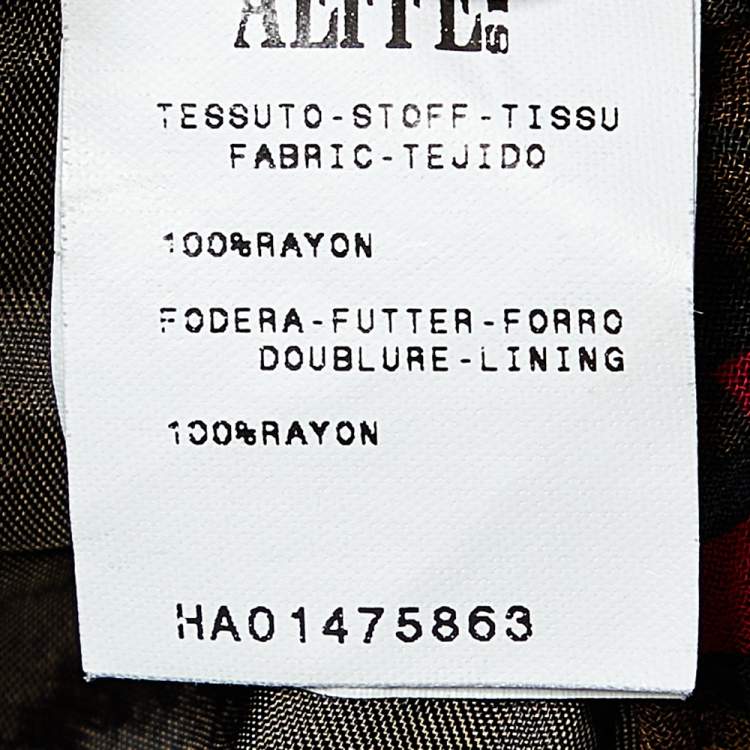 TESSUTO-STOFF-TISSU
FABRIC-TEJIDO
100%RAYON
FODERA-FUTTER-FORRO
DOUBLURE-LINING
100%RAYON
HA01475863